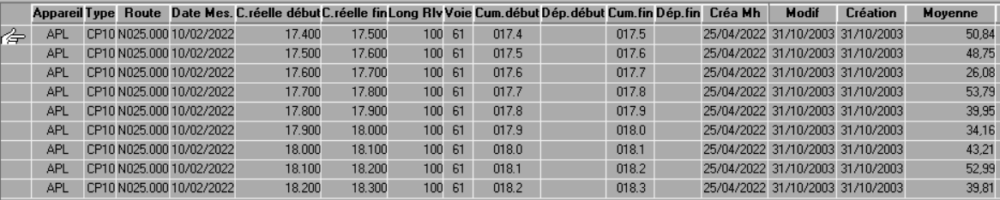 Appareil Type Route Date Mes. C.réelle début C.réelle fin Long Rlv Voie Cum.début Dép.début Cum.fin Dép.fin Créa Mh Modif Création Moyenne
APL CP10 N025.000 10/02/2022 17.400 17.500 100 61 017.4 017.5 25/04/2022 31/10/2003 31/10/2003 50,84
APL CP10 N025.000 10/02/2022 17.500 17.600 100 61 017.5 017.6 25/04/2022 31/10/2003 31/10/2003 48,75
APL CP10 N025.000 10/02/2022 17.600 17.700 100 61 017.6 017.7 25/04/2022 31/10/2003 31/10/2003 26,08
APL CP10 N025.000 10/02/2022 17.700 17.800 100 61 017.7 017.8 25/04/2022 31/10/2003 31/10/2003 53,79
APL CP10 N025.000 10/02/2022 17.800 17.900 100 61 017.8 017.9 25/04/2022 31/10/2003 31/10/2003 39,95
APL CP10 N025.000 10/02/2022 17.900 18.000 100 61 017.9 018.0 25/04/2022 31/10/2003 31/10/2003 34,16
APL CP10 N025.000 10/02/2022 18.000 18.100 100 61 018.0 018.1 25/04/2022 31/10/2003 31/10/2003 43,21
APL CP10 N025.000 10/02/2022 18.100 18.200 100 61 018.1 018.2 25/04/2022 31/10/2003 31/10/2003 52,99
APL CP10 N025.000 10/02/2022 18.200 18.300 100 61 018.2 018.3 25/04/2022 31/10/2003 31/10/2003 39,81